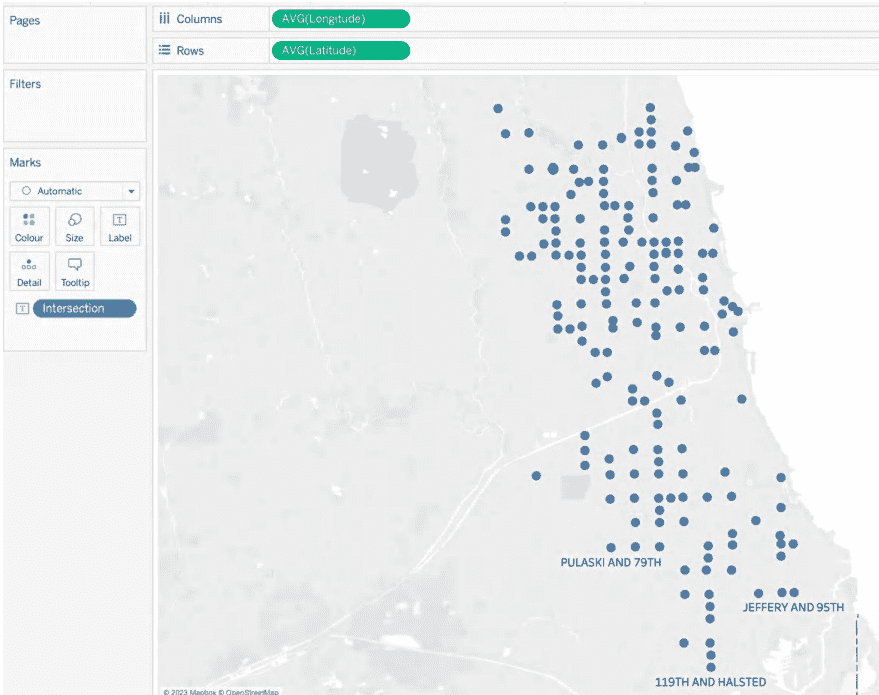 Pages
Columns
AVG(Longitude)
Rows
AVG(Latitude)
Filters
Marks
Automatic
Colour
Size
Label
Detail
Tooltip
Intersection
PULASKI AND 79TH
JEFFERY AND 95TH
119TH AND HALSTED
© 2023 Mapbox © OpenStreetMap